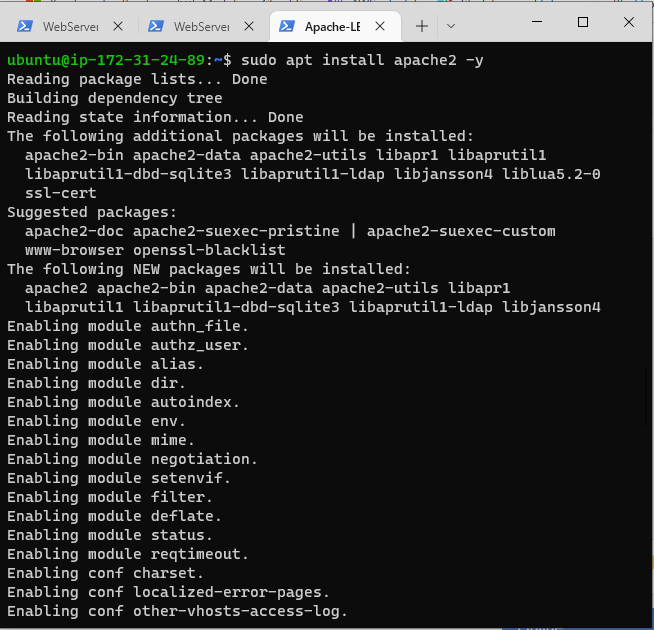 WebServer
WebServer
Apache-LE
ubuntu@ip-172-31-24-89:~$ sudo apt install apache2 -y
Reading package lists... Done
Building dependency tree
Reading state information... Done
The following additional packages will be installed:
  apache2-bin apache2-data apache2-utils libapr1 libaprutil1
  libaprutil1-dbd-sqlite3 libaprutil1-ldap libjansson4 liblua5.2-0
  ssl-cert
Suggested packages:
  apache2-doc apache2-suexec-pristine | apache2-suexec-custom
  www-browser openssl-blacklist
The following NEW packages will be installed:
  apache2 apache2-bin apache2-data apache2-utils libapr1
  libaprutil1 libaprutil1-dbd-sqlite3 libaprutil1-ldap libjansson4
Enabling module authn_file.
Enabling module authz_user.
Enabling module alias.
Enabling module dir.
Enabling module autoindex.
Enabling module env.
Enabling module mime.
Enabling module negotiation.
Enabling module setenvif.
Enabling module filter.
Enabling module deflate.
Enabling module status.
Enabling module reqtimeout.
Enabling conf charset.
Enabling conf localized-error-pages.
Enabling conf other-vhosts-access-log.